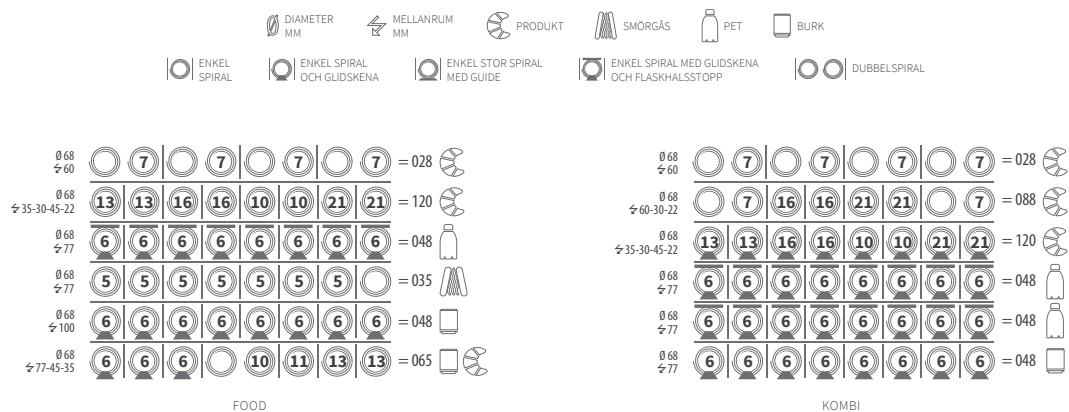 DIAMETER
MM
MELLANRUM
MM
PRODUKT
SMÖRGÅS
PET
BURK
ENKEL
SPIRAL
ENKEL SPIRAL
OCH GLIDSKENA
ENKEL STOR SPIRAL
MED GUIDE
ENKEL SPIRAL MED GLIDSKENA
OCH FLASKHALSSTOPP
DUBBELSPIRAL
Ø 68
60
7 7 7 7 = 028
Ø 68
35-30-45-22
13 13 16 16 10 10 21 21 = 120
Ø 68
77
6 6 6 6 6 6 6 6 = 048
Ø 68
77
5 5 5 5 5 5 5 = 035
Ø 68
100
6 6 6 6 6 6 6 6 = 048
Ø 68
77-45-35
6 6 6 10 11 13 13 = 065
FOOD
Ø 68
60
7 7 7 7 = 028
Ø 68
60-30-22
7 16 16 21 21 7 = 088
Ø 68
35-30-45-22
13 13 16 16 10 10 21 21 = 120
Ø 68
77
6 6 6 6 6 6 6 6 = 048
Ø 68
77
6 6 6 6 6 6 6 6 = 048
Ø 68
77
6 6 6 6 6 6 6 6 = 048
KOMBI